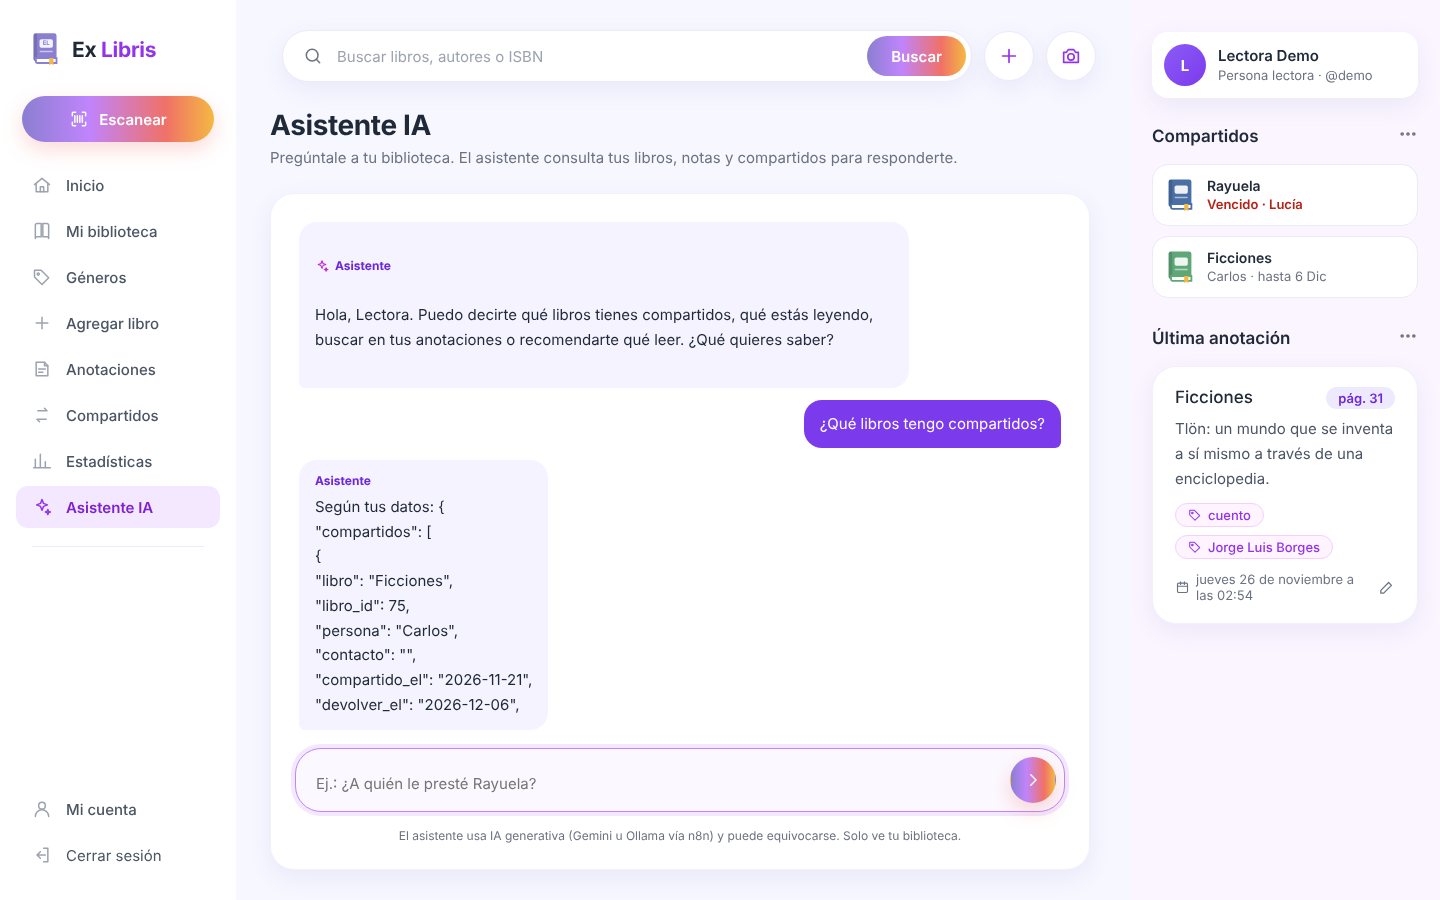 Ex Libris
Escanear
Inicio
Mi biblioteca
Géneros
Agregar libro
Anotaciones
Compartidos
Estadísticas
Asistente IA
Mi cuenta
Cerrar sesión
Buscar libros, autores o ISBN
Buscar
Asistente IA
Pregúntale a tu biblioteca. El asistente consulta tus libros, notas y compartidos para responderte.
Asistente
Hola, Lectora. Puedo decirte qué libros tienes compartidos, qué estás leyendo,
buscar en tus anotaciones o recomendarte qué leer. ¿Qué quieres saber?
¿Qué libros tengo compartidos?
Asistente
Según tus datos: {
"compartidos": [
{
"libro": "Ficciones",
"libro_id": 75,
"persona": "Carlos",
"contacto": "",
"compartido_el": "2026-11-21",
"devolver_el": "2026-12-06",
Ej.: ¿A quién le presté Rayuela?
El asistente usa IA generativa (Gemini u Ollama vía n8n) y puede equivocarse. Solo ve tu biblioteca.
L
Lectora Demo
Persona lectora · @demo
Compartidos
Rayuela
Vencido · Lucía
Ficciones
Carlos · hasta 6 Dic
Última anotación
Ficciones
pág. 31
Tlön: un mundo que se inventa
a sí mismo a través de una
enciclopedia.
cuento
Jorge Luis Borges
jueves 26 de noviembre a
las 02:54